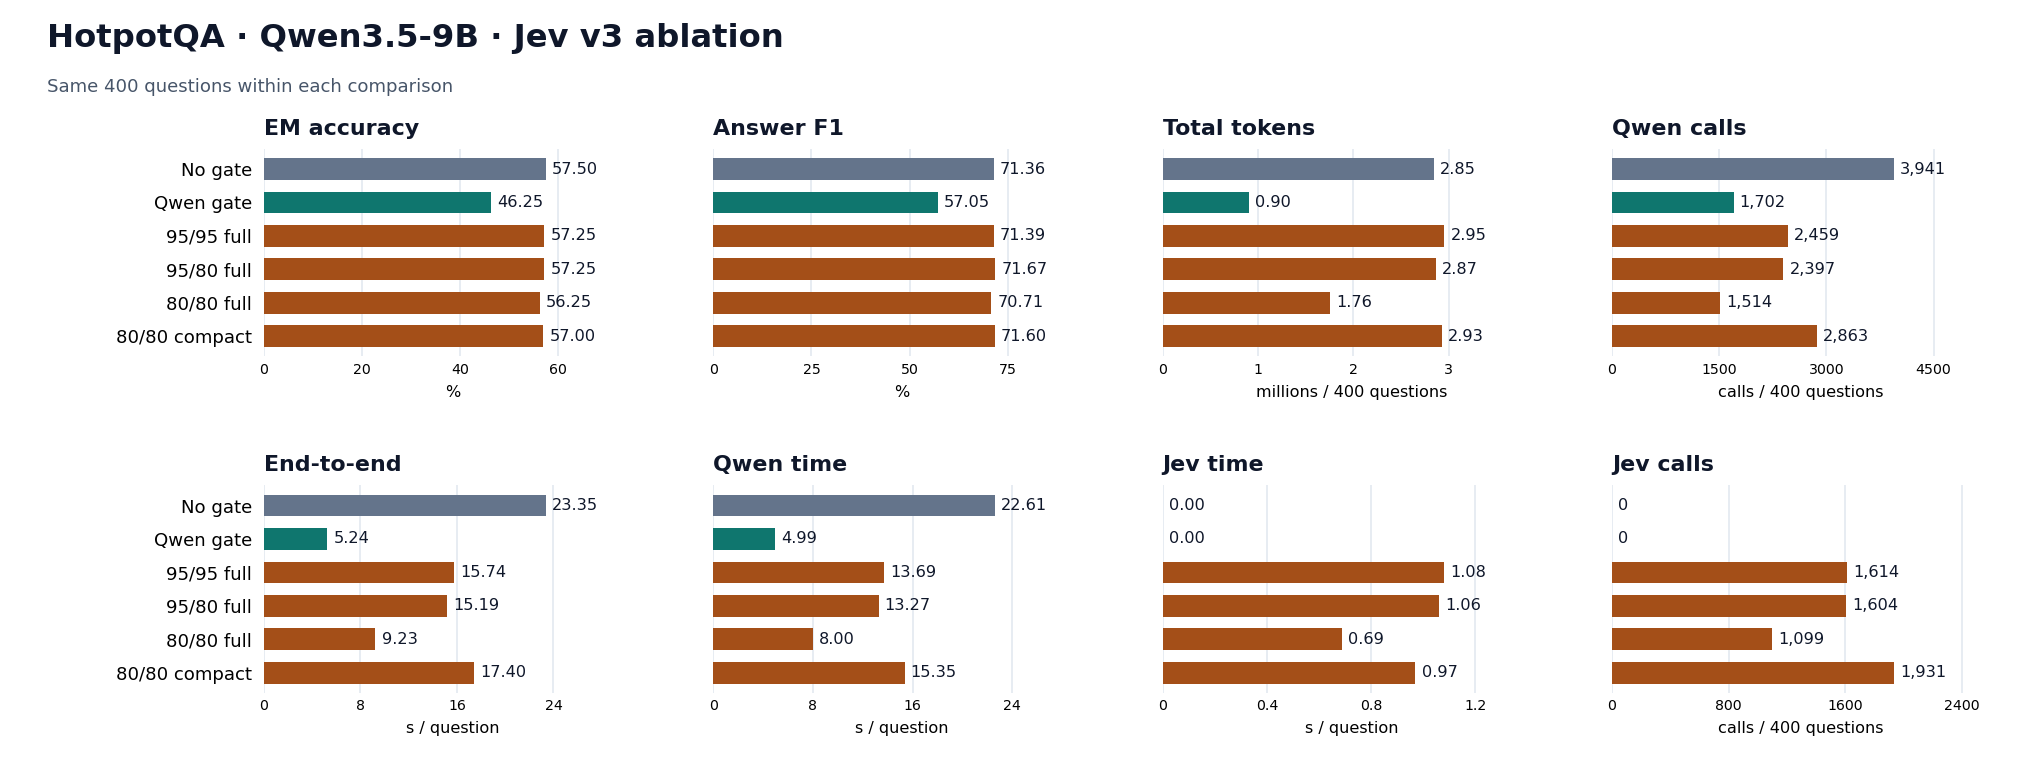 HotpotQA · Qwen3.5-9B · Jev v3 ablation
Same 400 questions within each comparison
EM accuracy
No gate 57.50
Qwen gate 46.25
95/95 full 57.25
95/80 full 57.25
80/80 full 56.25
80/80 compact 57.00
0 20 40 60
%
Answer F1
71.36
57.05
71.39
71.67
70.71
71.60
0 25 50 75
%
Total tokens
2.85
0.90
2.95
2.87
1.76
2.93
0 1 2 3
millions / 400 questions
Qwen calls
3,941
1,702
2,459
2,397
1,514
2,863
0 1500 3000 4500
calls / 400 questions
End-to-end
No gate 23.35
Qwen gate 5.24
95/95 full 15.74
95/80 full 15.19
80/80 full 9.23
80/80 compact 17.40
0 8 16 24
s / question
Qwen time
22.61
4.99
13.69
13.27
8.00
15.35
0 8 16 24
s / question
Jev time
0.00
0.00
1.08
1.06
0.69
0.97
0 0.4 0.8 1.2
s / question
Jev calls
0
0
1,614
1,604
1,099
1,931
0 800 1600 2400
calls / 400 questions